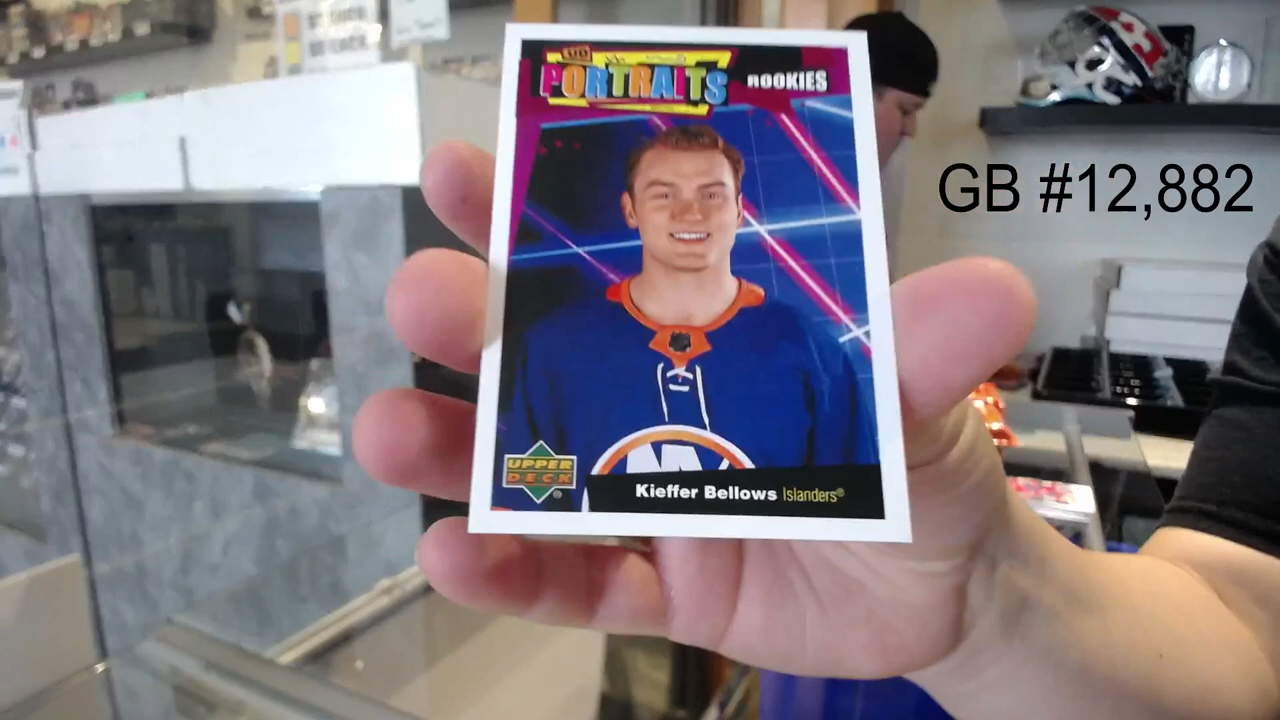 UD
PORTRAITS ROOKIES
GB #12,882
UPPER
DECK
Kieffer Bellows Islanders®